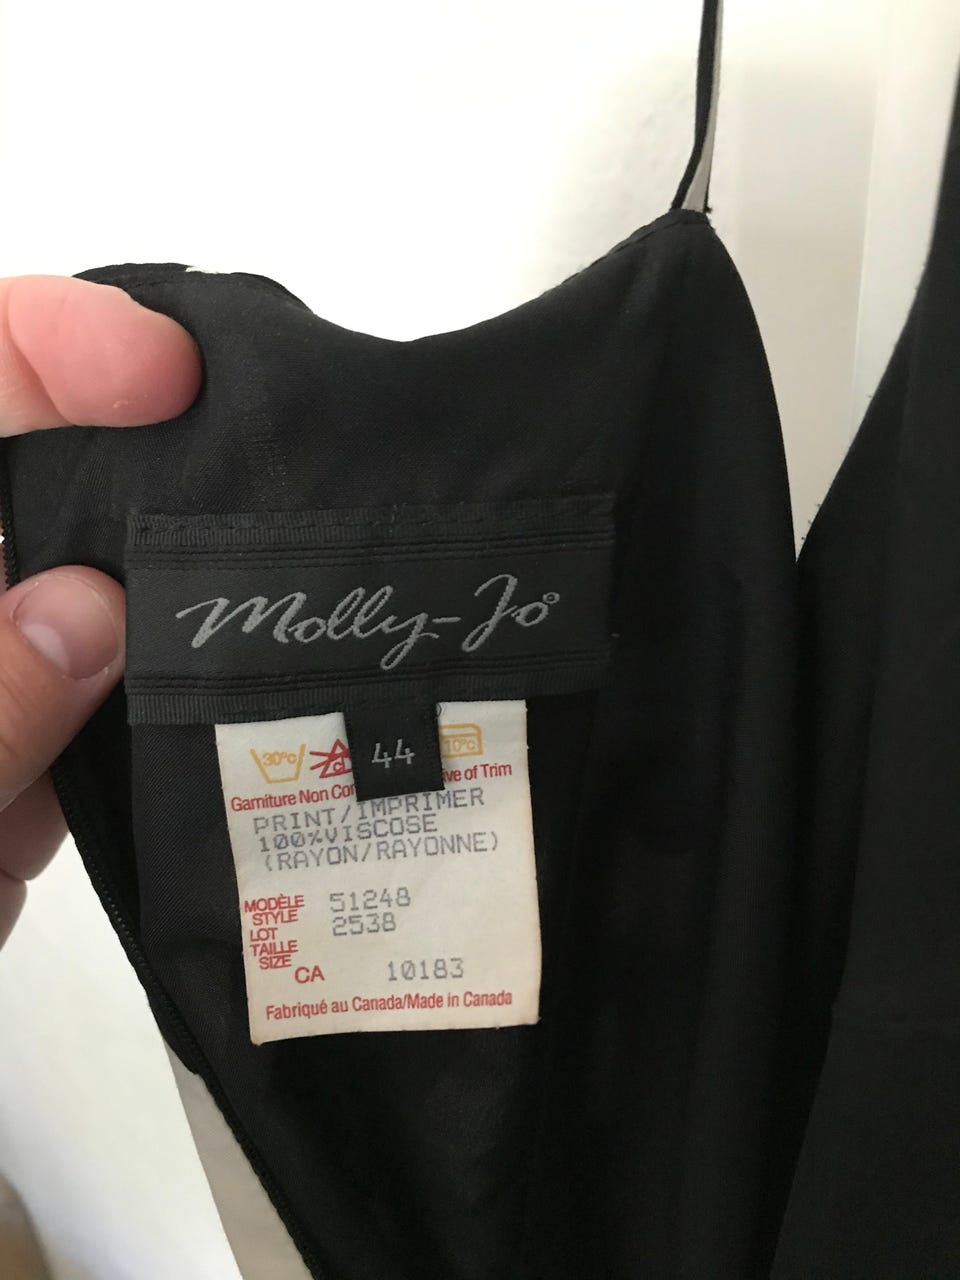 Molly-Jo®
44
30°c cl 10°c
Garniture Non ive of Trim
PRINT/IMPRIMER
100%VISCOSE
(RAYON/RAYONNE)
MODÈLE 51248
STYLE 2538
LOT
TAILLE
SIZE
CA 10183
Fabriqué au Canada/Made in Canada